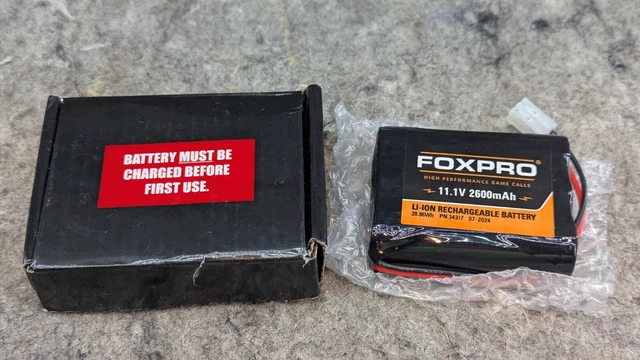 BATTERY MUST BE
CHARGED BEFORE
FIRST USE.
FOXPRO®
HIGH PERFORMANCE GAME CALLS
11.1V 2600mAh
LI-ION RECHARGEABLE BATTERY
28.86Wh PN 34317 07-2024